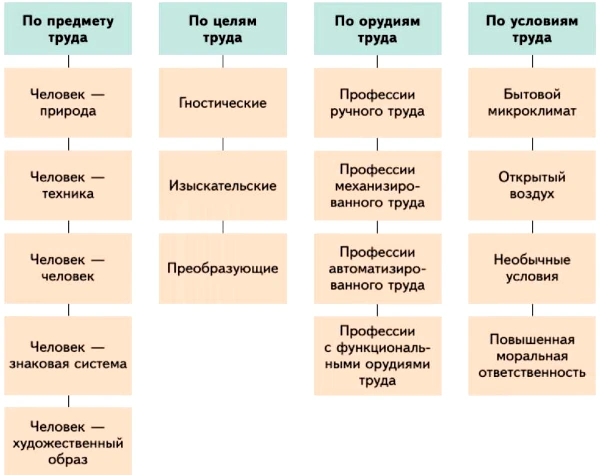 По предмету
труда
Человек —
природа
Человек —
техника
Человек —
человек
Человек —
знаковая система
Человек —
художественный
образ
По целям
труда
Гностические
Изыскательские
Преобразующие
По орудиям
труда
Профессии
ручного труда
Профессии
механизиро-
ванного труда
Профессии
автоматизиро-
ванного труда
Профессии
с функциональ-
ными орудиями
труда
По условиям
труда
Бытовой
микроклимат
Открытый
воздух
Необычные
условия
Повышенная
моральная
ответственность